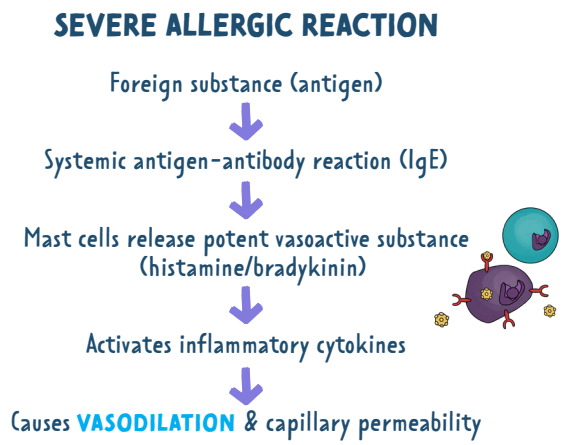 SEVERE ALLERGIC REACTION
Foreign substance (antigen)
Systemic antigen-antibody reaction (IgE)
Mast cells release potent vasoactive substance
(histamine/bradykinin)
Activates inflammatory cytokines
Causes VASODILATION & capillary permeability